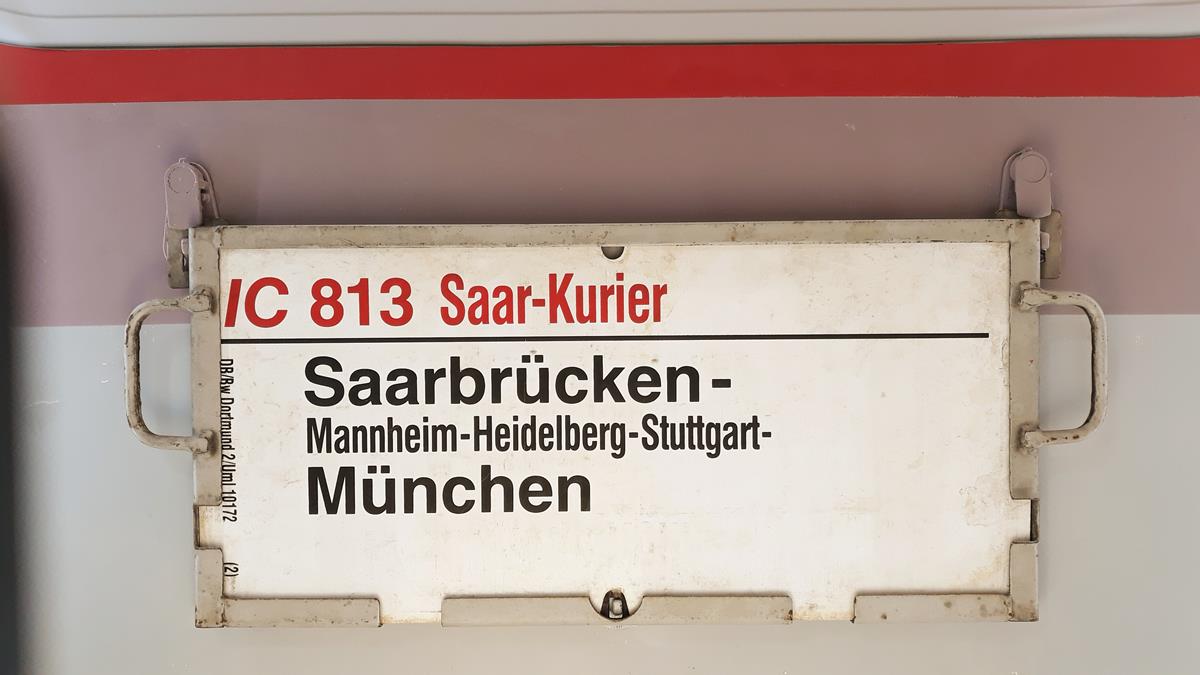 IC 813 Saar-Kurier
Saarbrücken-
Mannheim-Heidelberg-Stuttgart-
München
DB/Bw Dortmund 2/Uml 10172
(2)